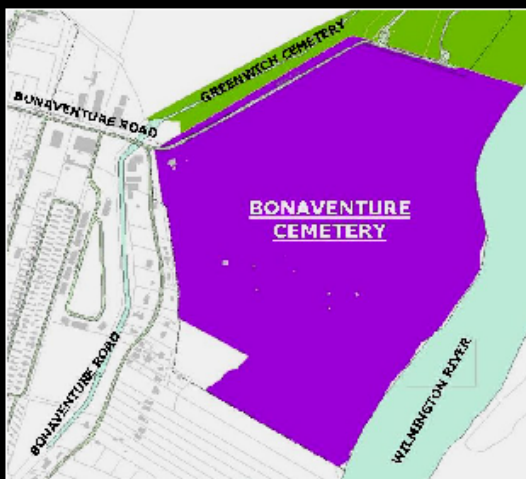 GREENWICH CEMETERY
BONAVENTURE ROAD
BONAVENTURE
CEMETERY
BONAVENTURE ROAD
WILMINGTON RIVER